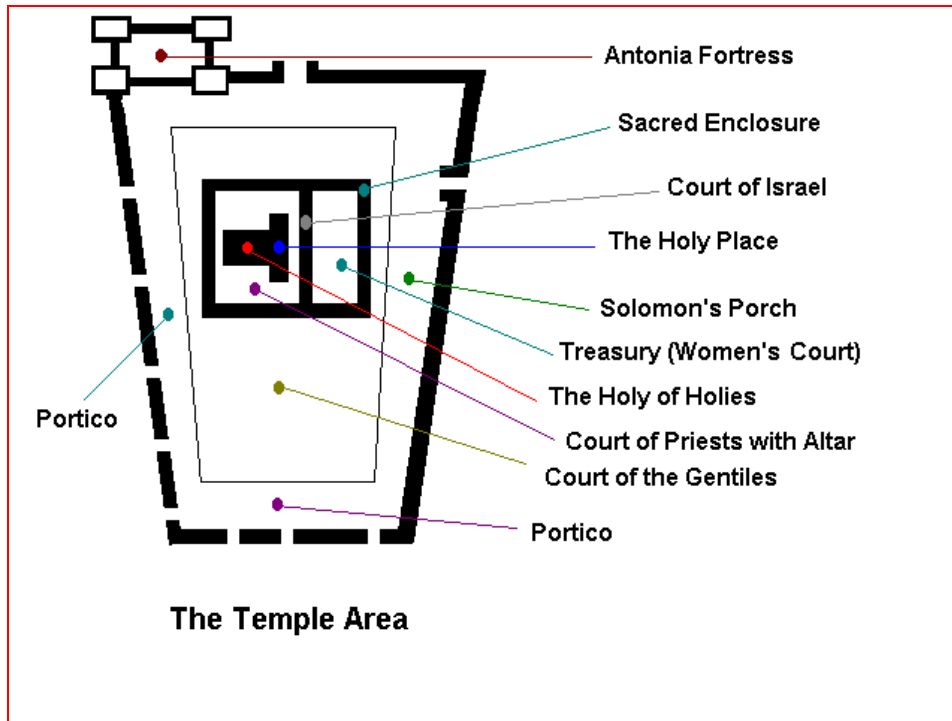 Antonia Fortress
Sacred Enclosure
Court of Israel
The Holy Place
Solomon's Porch
Treasury (Women's Court)
The Holy of Holies
Portico
Court of Priests with Altar
Court of the Gentiles
Portico
The Temple Area